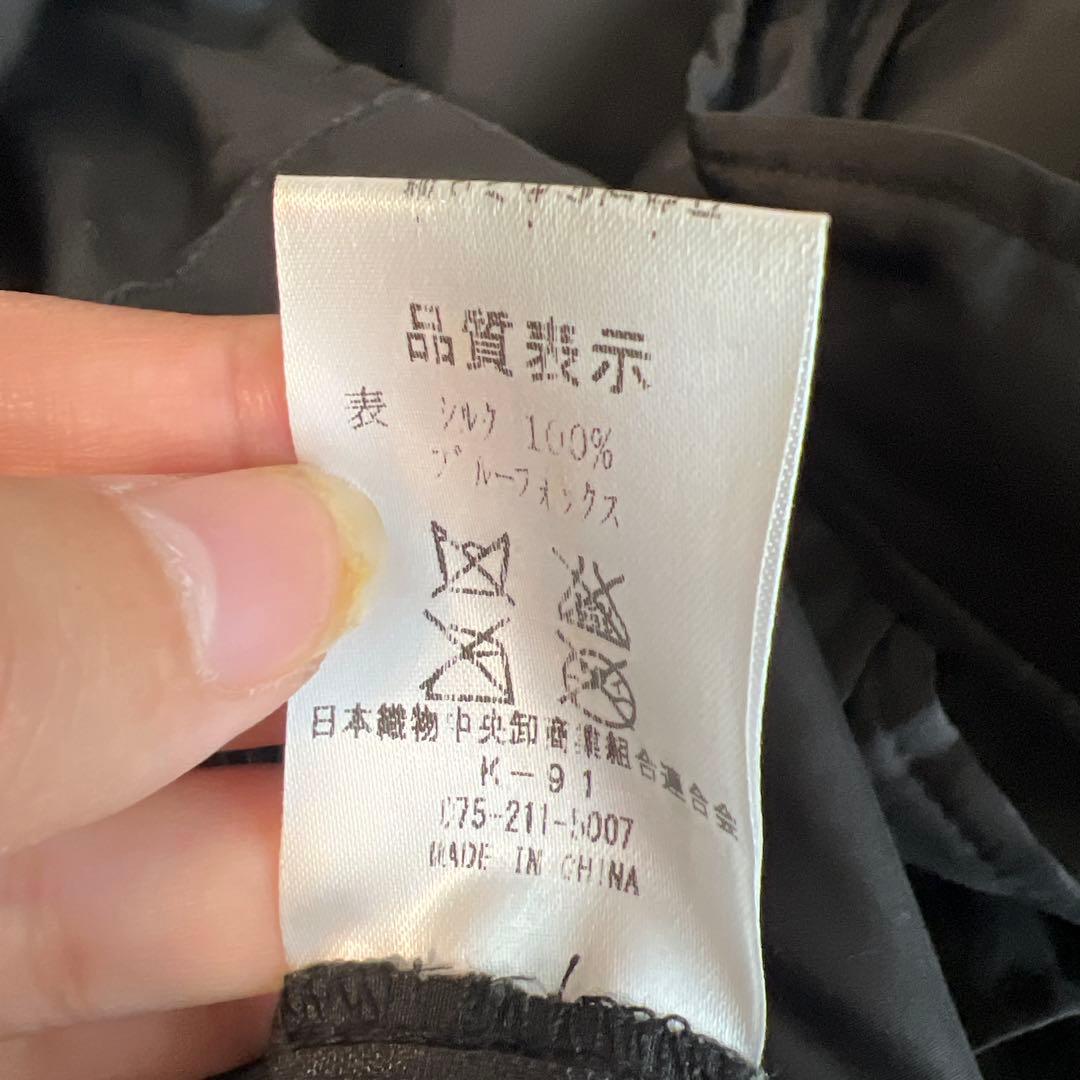 品質表示
表 シルク 100%
ブルーフォックス
日本織物中央卸商業組合連合会
K-91
075-211-5007
MADE IN CHINA